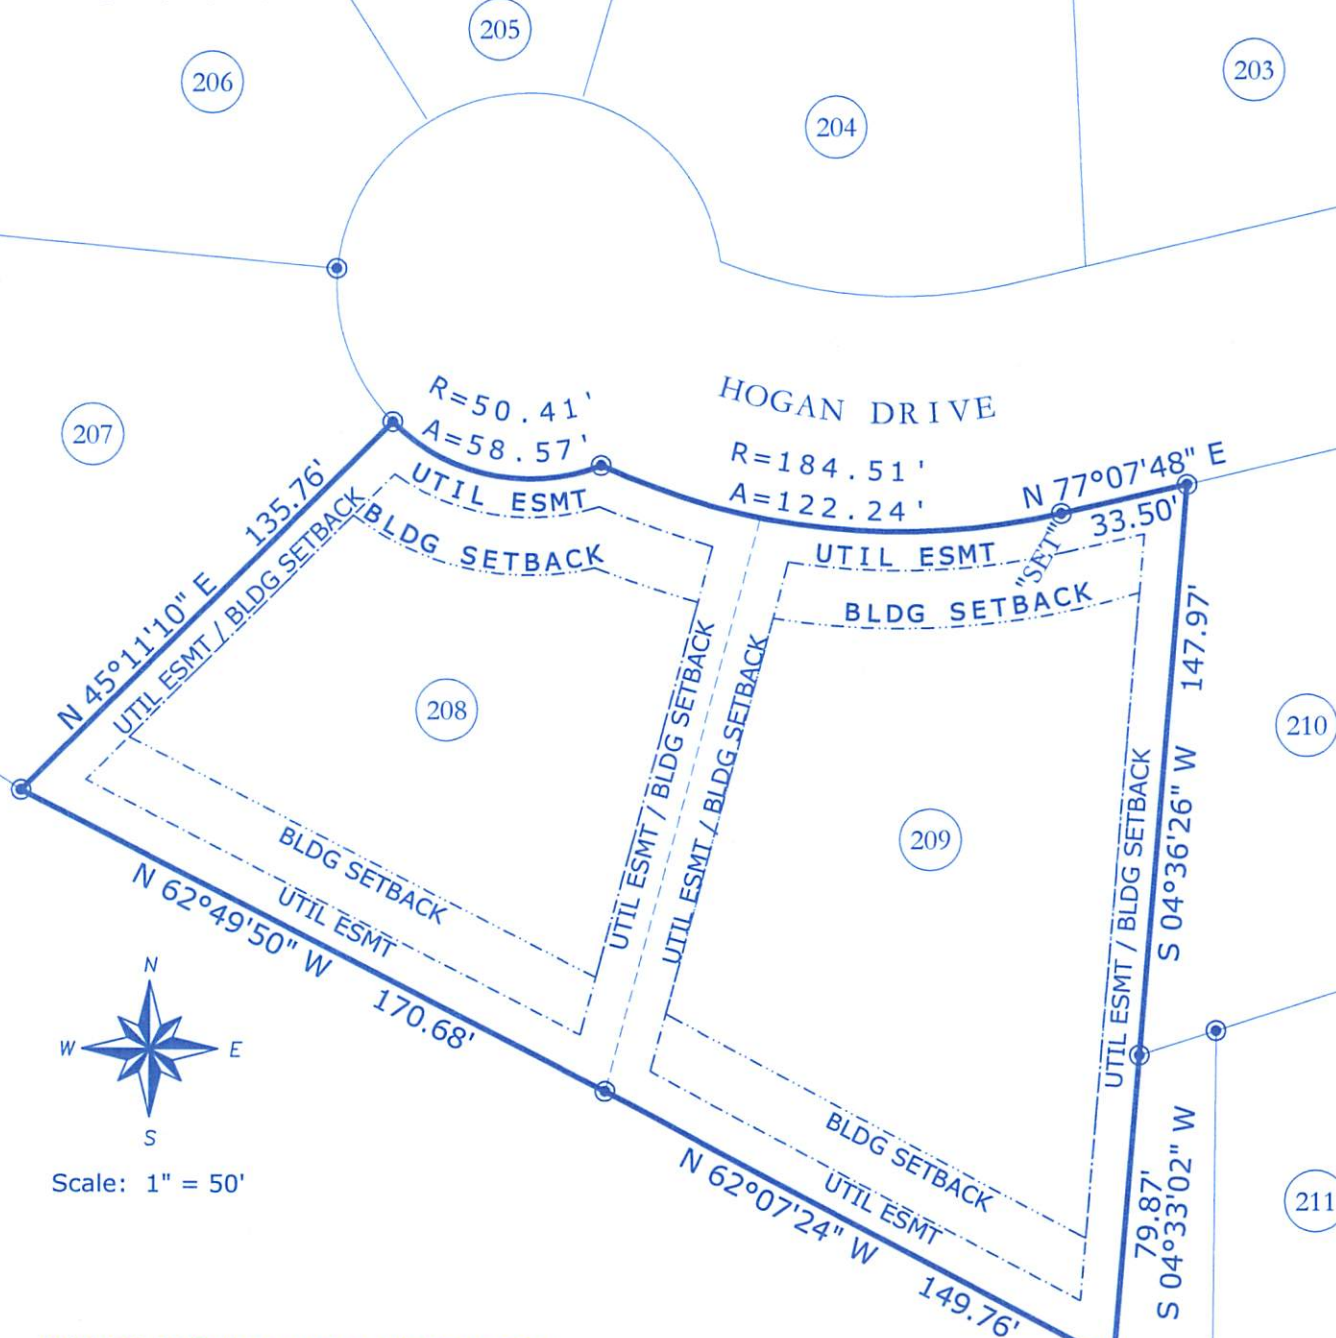 205
206
203
204
207
R=50.41'
A=58.57'
HOGAN DRIVE
R=184.51'
A=122.24'
N 77°07'48" E
33.50'
"SET"
135.76'
N 45°11'10" E
UTIL ESMT / BLDG SETBACK
UTIL ESMT
BLDG SETBACK
UTIL ESMT
BLDG SETBACK
147.97'
S 04°36'26" W
208
UTIL ESMT / BLDG SETBACK
UTIL ESMT / BLDG SETBACK
209
UTIL ESMT / BLDG SETBACK
210
BLDG SETBACK
UTIL ESMT
N 62°49'50" W
170.68'
N
W
E
S
Scale: 1" = 50'
BLDG SETBACK
UTIL ESMT
N 62°07'24" W
149.76'
79.87'
S 04°33'02" W
211